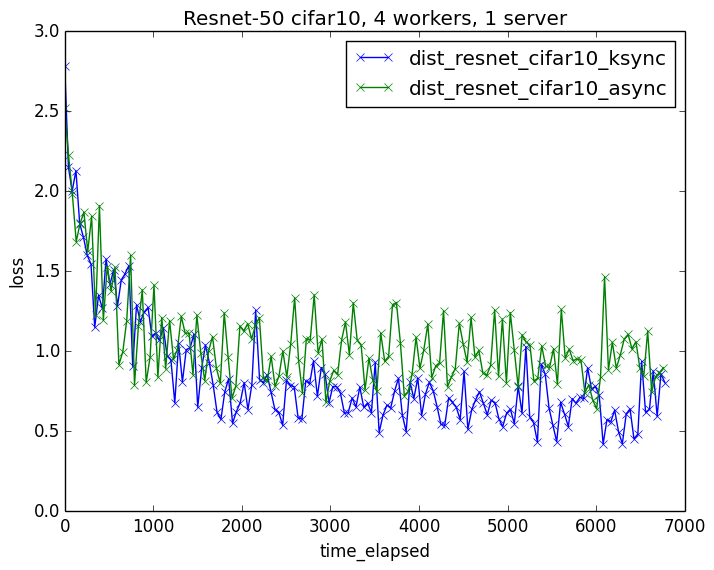 Resnet-50 cifar10, 4 workers, 1 server
dist_resnet_cifar10_ksync
dist_resnet_cifar10_async
3.0
2.5
2.0
1.5
1.0
0.5
0.0
loss
0 1000 2000 3000 4000 5000 6000 7000
time_elapsed